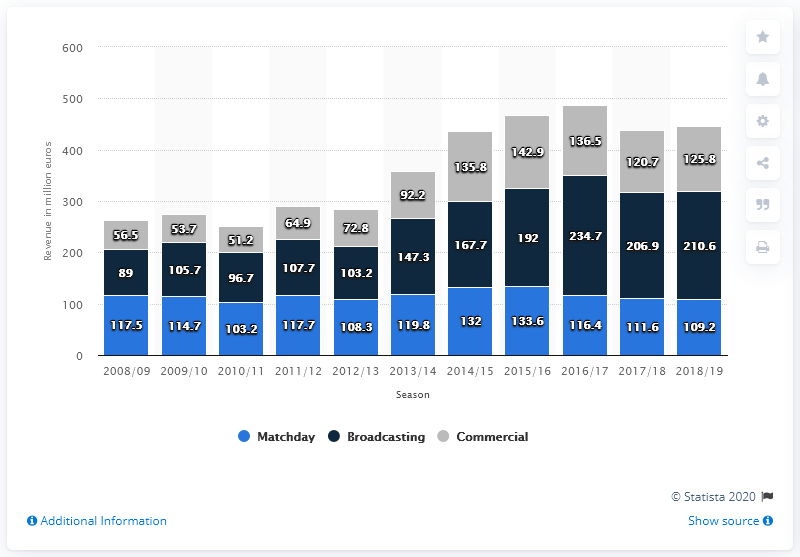 600
500
400
300
200
100
0
Revenue in million euros
56.5 53.7 51.2 64.9 72.8 92.2 135.8 142.9 136.5 120.7 125.8
89 105.7 96.7 107.7 103.2 147.3 167.7 192 234.7 206.9 210.6
117.5 114.7 103.2 117.7 108.3 119.8 132 133.6 116.4 111.6 109.2
2008/09 2009/10 2010/11 2011/12 2012/13 2013/14 2014/15 2015/16 2016/17 2017/18 2018/19
Season
Matchday Broadcasting Commercial
© Statista 2020
Additional Information
Show source